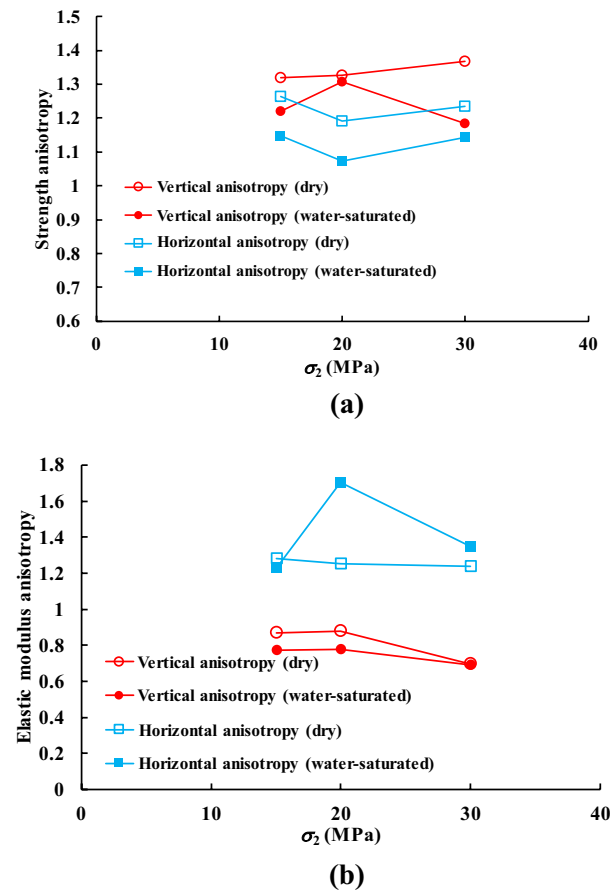 1.5
1.4
1.3
1.2
1.1
1
0.9
0.8
0.7
0.6
Strength anisotropy
Vertical anisotropy (dry)
Vertical anisotropy (water-saturated)
Horizontal anisotropy (dry)
Horizontal anisotropy (water-saturated)
0 10 20 30 40
σ2 (MPa)
(a)
1.8
1.6
1.4
1.2
1
0.8
0.6
0.4
0.2
0
Elastic modulus anisotropy
Vertical anisotropy (dry)
Vertical anisotropy (water-saturated)
Horizontal anisotropy (dry)
Horizontal anisotropy (water-saturated)
0 10 20 30 40
σ2 (MPa)
(b)